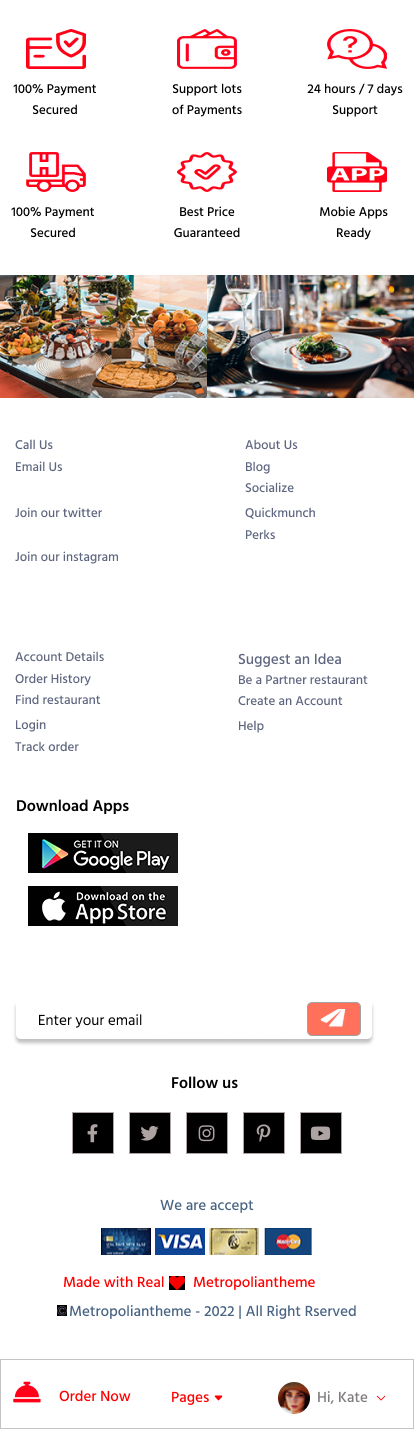 100% Payment
Secured
Support lots
of Payments
24 hours / 7 days
Support
100% Payment
Secured
Best Price
Guaranteed
APP
Mobie Apps
Ready
Call Us
Email Us
Join our twitter
Join our instagram
About Us
Blog
Socialize
Quickmunch
Perks
Account Details
Order History
Find restaurant
Login
Track order
Suggest an Idea
Be a Partner restaurant
Create an Account
Help
Download Apps
GET IT ON
Google Play
Download on the
App Store
Enter your email
Follow us
We are accept
VISA
Made with Real Metropoliantheme
© Metropoliantheme - 2022 | All Right Rserved
Order Now
Pages
Hi, Kate